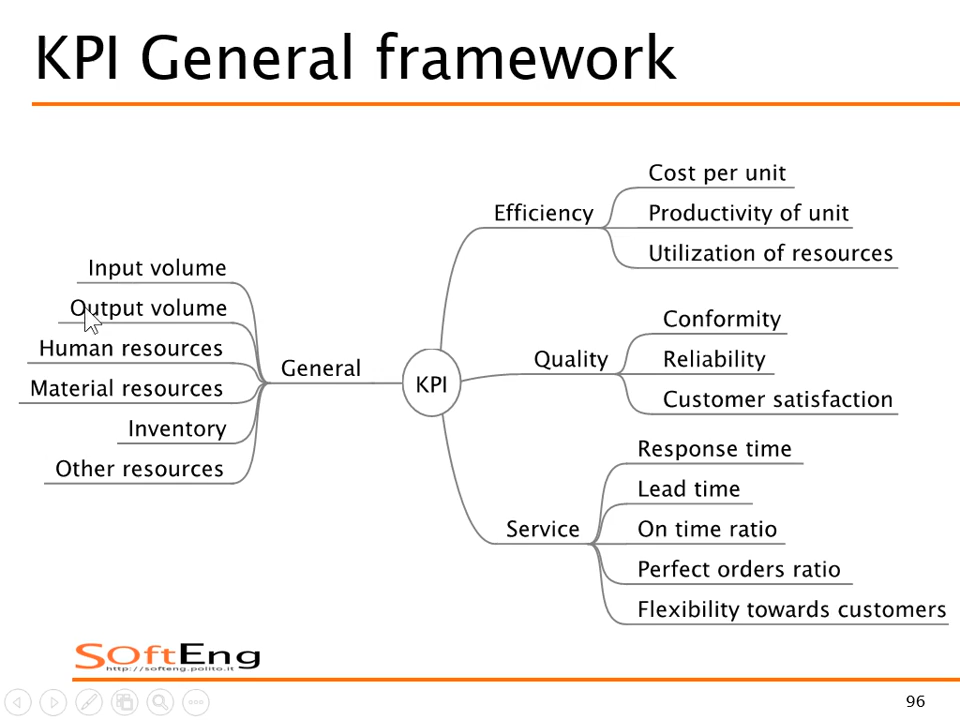 KPI General framework
Input volume
Output volume
Human resources
Material resources
Inventory
Other resources
General
KPI
Efficiency
Cost per unit
Productivity of unit
Utilization of resources
Quality
Conformity
Reliability
Customer satisfaction
Service
Response time
Lead time
On time ratio
Perfect orders ratio
Flexibility towards customers
SoftEng
http://softeng.polito.it
96